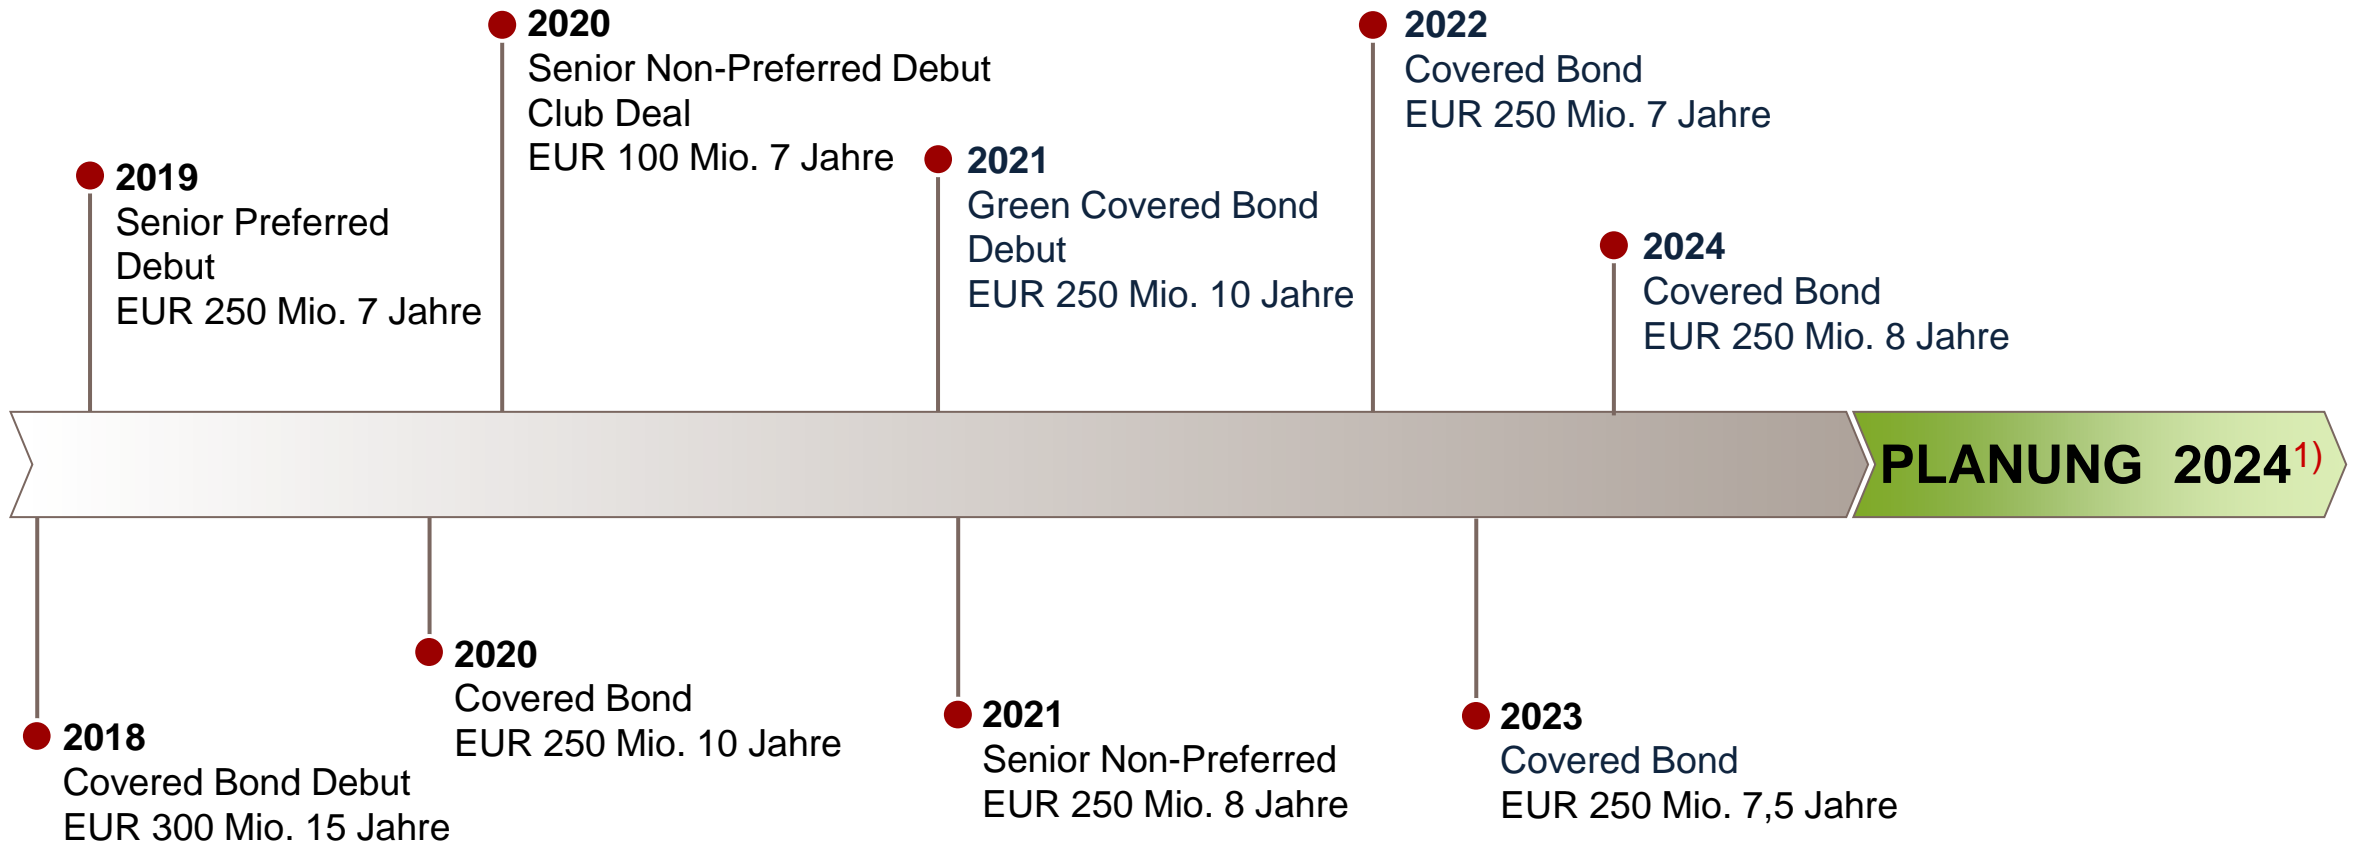 2020
Senior Non-Preferred Debut
Club Deal
EUR 100 Mio. 7 Jahre
2022
Covered Bond
EUR 250 Mio. 7 Jahre
2019
Senior Preferred
Debut
EUR 250 Mio. 7 Jahre
2021
Green Covered Bond
Debut
EUR 250 Mio. 10 Jahre
2024
Covered Bond
EUR 250 Mio. 8 Jahre
PLANUNG 2024 1)
2018
Covered Bond Debut
EUR 300 Mio. 15 Jahre
2020
Covered Bond
EUR 250 Mio. 10 Jahre
2021
Senior Non-Preferred
EUR 250 Mio. 8 Jahre
2023
Covered Bond
EUR 250 Mio. 7,5 Jahre